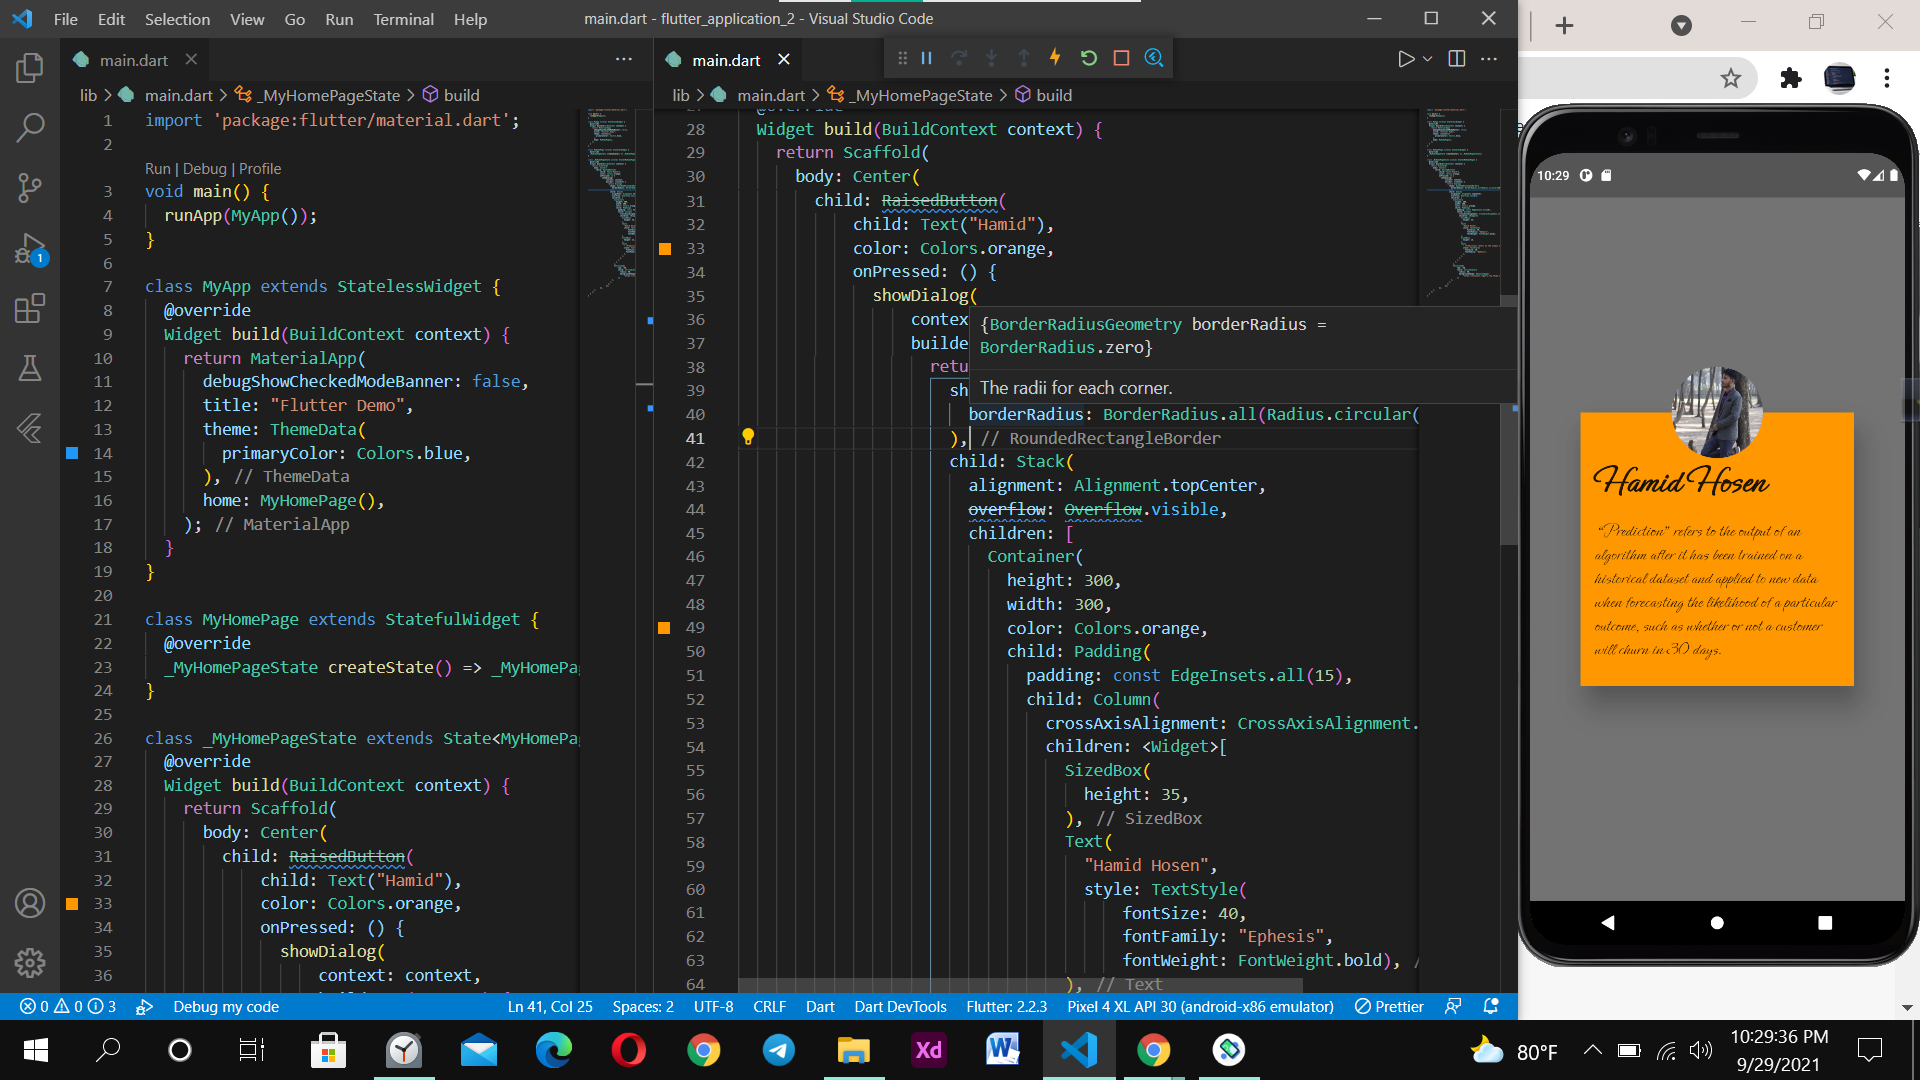 File Edit Selection View Go Run Terminal Help
main.dart - flutter_application_2 - Visual Studio Code
main.dart
lib > main.dart > _MyHomePageState > build
1 import 'package:flutter/material.dart';
2
Run | Debug | Profile
3 void main() {
4 runApp(MyApp());
5 }
6
7 class MyApp extends StatelessWidget {
8 @override
9 Widget build(BuildContext context) {
10 return MaterialApp(
11 debugShowCheckedModeBanner: false,
12 title: "Flutter Demo",
13 theme: ThemeData(
14 primaryColor: Colors.blue,
15 ), // ThemeData
16 home: MyHomePage(),
17 ); // MaterialApp
18 }
19 }
20
21 class MyHomePage extends StatefulWidget {
22 @override
23 _MyHomePageState createState() => _MyHomePa
24 }
25
26 class _MyHomePageState extends State<MyHomePa
27 @override
28 Widget build(BuildContext context) {
29 return Scaffold(
30 body: Center(
31 child: RaisedButton(
32 child: Text("Hamid"),
33 color: Colors.orange,
34 onPressed: () {
35 showDialog(
36 context: context,
main.dart
lib > main.dart > _MyHomePageState > build
28 Widget build(BuildContext context) {
29 return Scaffold(
30 body: Center(
31 child: RaisedButton(
32 child: Text("Hamid"),
33 color: Colors.orange,
34 onPressed: () {
35 showDialog(
36 contex
37 builde
38 retu
39 sh
{BorderRadiusGeometry borderRadius =
BorderRadius.zero}
The radii for each corner.
40 borderRadius: BorderRadius.all(Radius.circular(
41 ), // RoundedRectangleBorder
42 child: Stack(
43 alignment: Alignment.topCenter,
44 overflow: Overflow.visible,
45 children: [
46 Container(
47 height: 300,
48 width: 300,
49 color: Colors.orange,
50 child: Padding(
51 padding: const EdgeInsets.all(15),
52 child: Column(
53 crossAxisAlignment: CrossAxisAlignment.
54 children: <Widget>[
55 SizedBox(
56 height: 35,
57 ), // SizedBox
58 Text(
59 "Hamid Hosen",
60 style: TextStyle(
61 fontSize: 40,
62 fontFamily: "Ephesis",
63 fontWeight: FontWeight.bold), /
64 ), // Text
10:29
Hamid Hosen
"Prediction" refers to the output of an
algorithm after it has been trained on a
historical dataset and applied to new data
when forecasting the likelihood of a particular
outcome, such as whether or not a customer
will churn in 30 days.
1
0 0 3 Debug my code Ln 41, Col 25 Spaces: 2 UTF-8 CRLF Dart Dart DevTools Flutter: 2.2.3 Pixel 4 XL API 30 (android-x86 emulator) Prettier
Xd
W
80°F
10:29:36 PM
9/29/2021